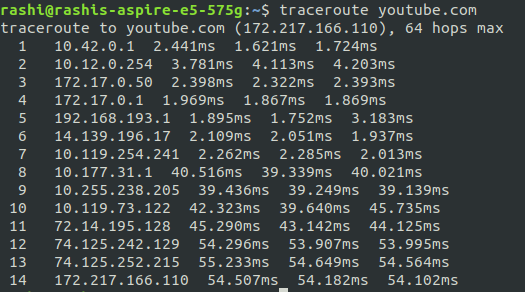 rashi@rashis-aspire-e5-575g:~$ traceroute youtube.com
traceroute to youtube.com (172.217.166.110), 64 hops max
1 10.42.0.1 2.441ms 1.621ms 1.724ms
2 10.12.0.254 3.781ms 4.113ms 4.203ms
3 172.17.0.50 2.398ms 2.322ms 2.393ms
4 172.17.0.1 1.969ms 1.867ms 1.869ms
5 192.168.193.1 1.895ms 1.752ms 3.183ms
6 14.139.196.17 2.109ms 2.051ms 1.937ms
7 10.119.254.241 2.262ms 2.285ms 2.013ms
8 10.177.31.1 40.516ms 39.339ms 40.021ms
9 10.255.238.205 39.436ms 39.249ms 39.139ms
10 10.119.73.122 42.323ms 39.640ms 45.735ms
11 72.14.195.128 45.290ms 43.142ms 44.125ms
12 74.125.242.129 54.296ms 53.907ms 53.995ms
13 74.125.252.215 55.233ms 54.649ms 54.564ms
14 172.217.166.110 54.507ms 54.182ms 54.102ms